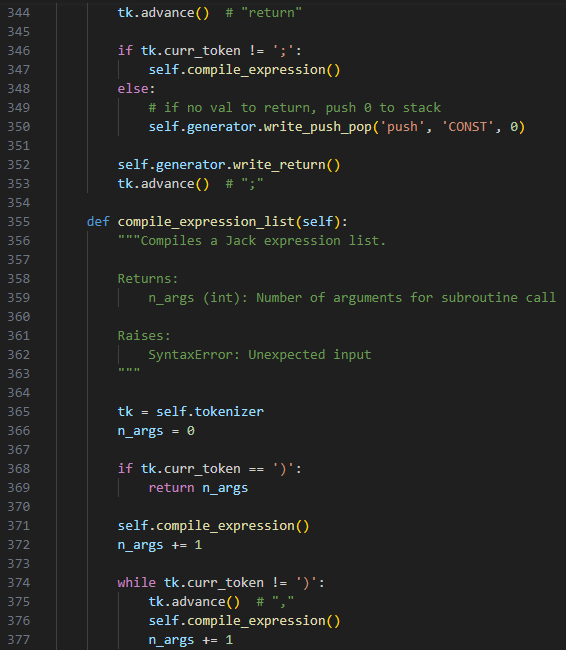 344 tk.advance()  # "return"
345
346 if tk.curr_token != ';':
347 self.compile_expression()
348 else:
349 # if no val to return, push 0 to stack
350 self.generator.write_push_pop('push', 'CONST', 0)
351
352 self.generator.write_return()
353 tk.advance()  # ";"
354
355 def compile_expression_list(self):
356 """Compiles a Jack expression list.
357
358 Returns:
359 n_args (int): Number of arguments for subroutine call
360
361 Raises:
362 SyntaxError: Unexpected input
363 """
364
365 tk = self.tokenizer
366 n_args = 0
367
368 if tk.curr_token == ')':
369 return n_args
370
371 self.compile_expression()
372 n_args += 1
373
374 while tk.curr_token != ')':
375 tk.advance()  # ","
376 self.compile_expression()
377 n_args += 1